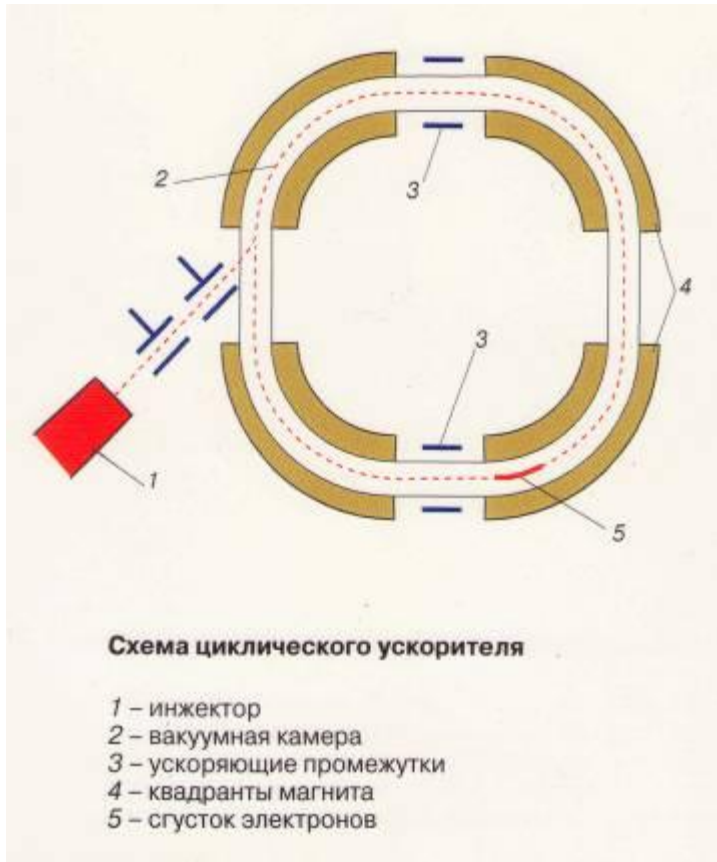 2
3
4
3
1
5
Схема циклического ускорителя
1 – инжектор
2 – вакуумная камера
3 – ускоряющие промежутки
4 – квадранты магнита
5 – сгусток электронов